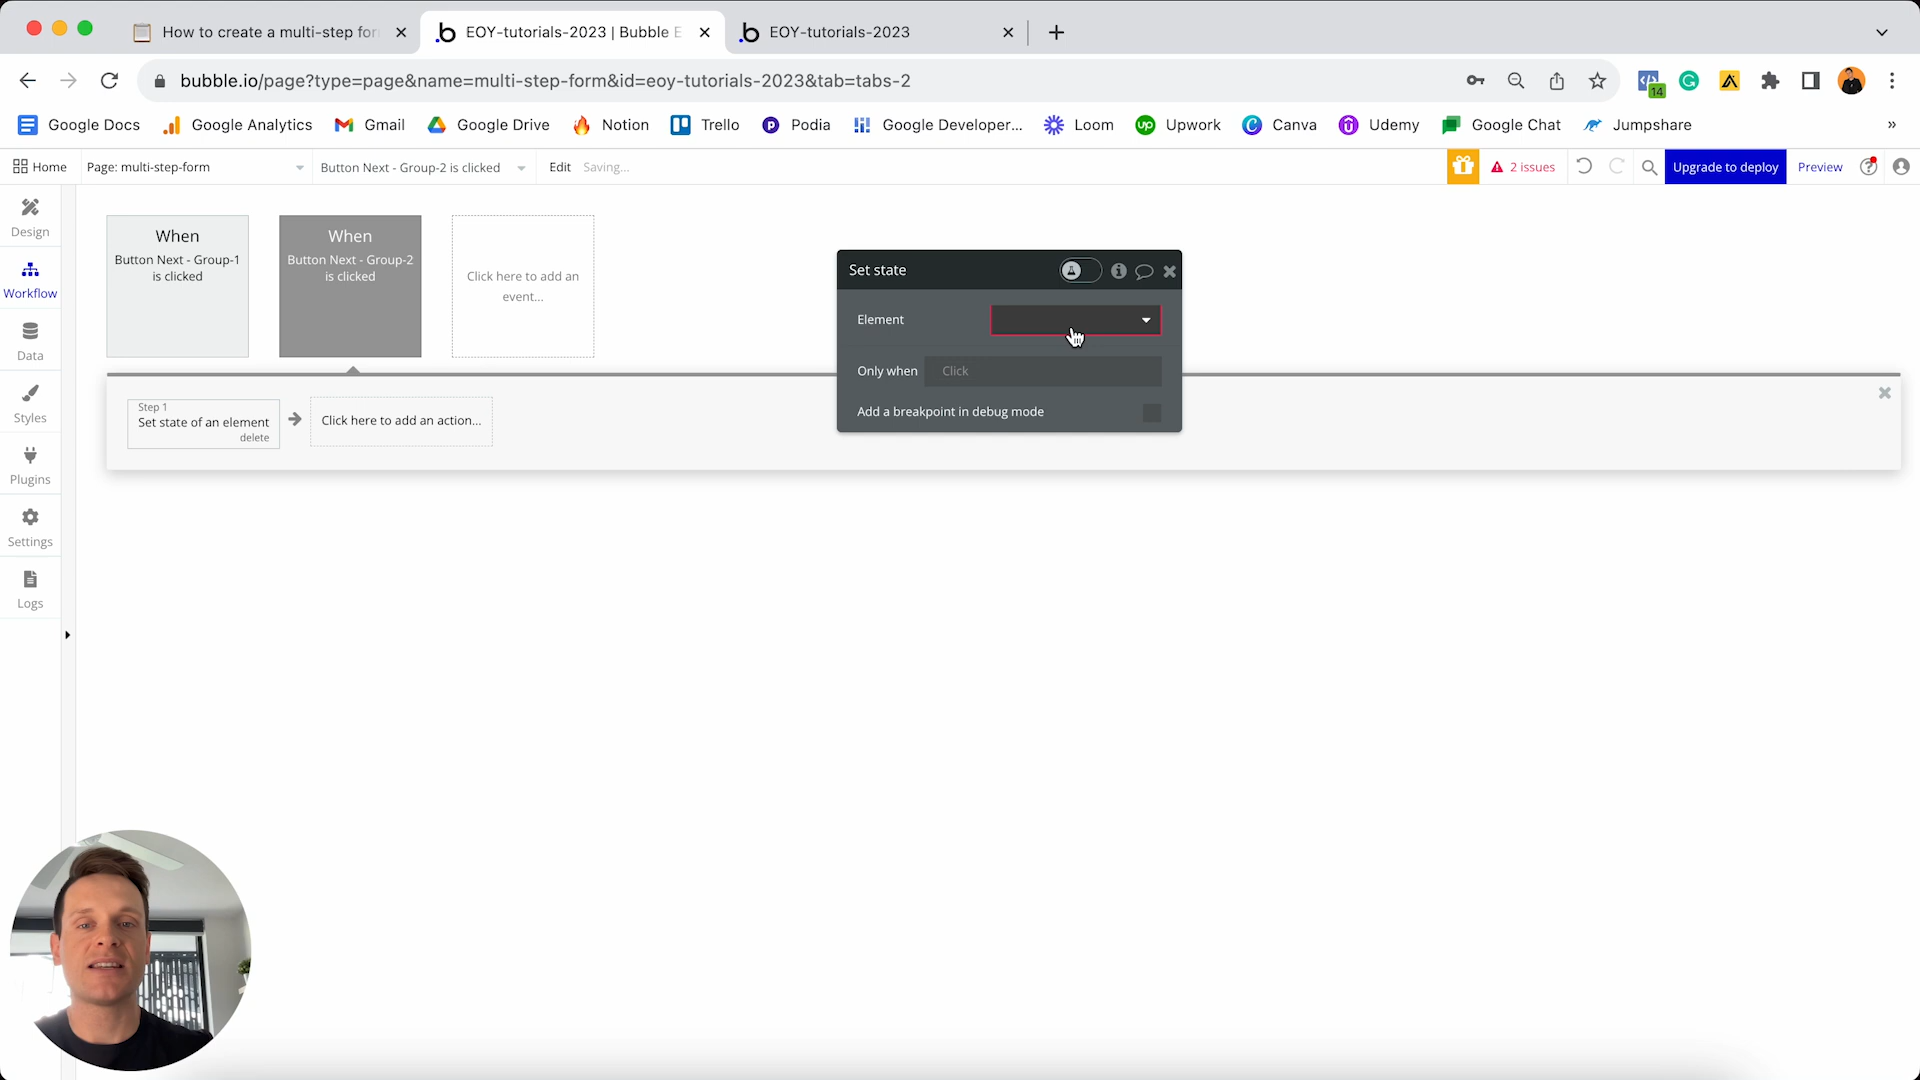 How to create a multi-step for
EOY-tutorials-2023 | Bubble E
EOY-tutorials-2023
bubble.io/page?type=page&name=multi-step-form&id=eoy-tutorials-2023&tab=tabs-2
14
Google Docs
Google Analytics
Gmail
Google Drive
Notion
Trello
Podia
Google Developer...
Loom
Upwork
Canva
Udemy
Google Chat
Jumpshare
»
Home
Page: multi-step-form
Button Next - Group-2 is clicked
Edit
Saving...
2 issues
Upgrade to deploy
Preview
Design
Workflow
Data
Styles
Plugins
Settings
Logs
When
Button Next - Group-1
is clicked
When
Button Next - Group-2
is clicked
Click here to add an
event...
Set state
Element
Only when
Click
Add a breakpoint in debug mode
Step 1
Set state of an element
delete
Click here to add an action...